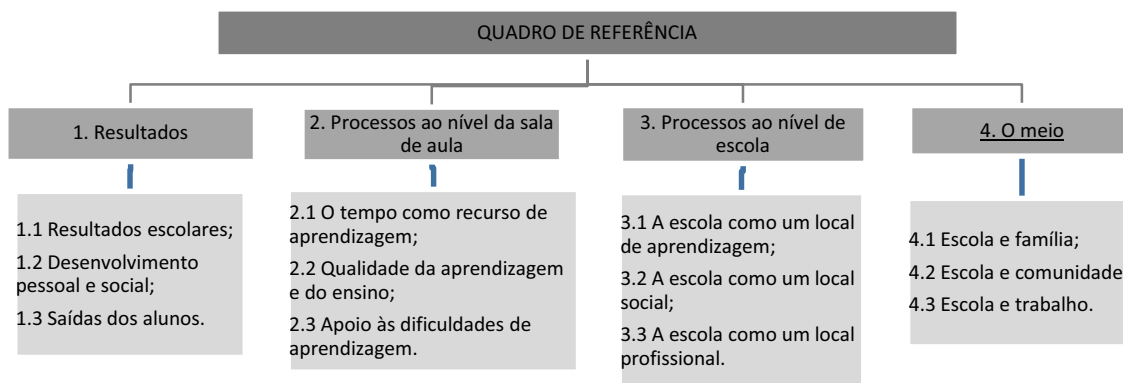 QUADRO DE REFERÊNCIA
1. Resultados
1.1 Resultados escolares;
1.2 Desenvolvimento
pessoal e social;
1.3 Saídas dos alunos.
2. Processos ao nível da sala
de aula
2.1 O tempo como recurso de
aprendizagem;
2.2 Qualidade da aprendizagem
e do ensino;
2.3 Apoio às dificuldades de
aprendizagem.
3. Processos ao nível de
escola
3.1 A escola como um local
de aprendizagem;
3.2 A escola como um local
social;
3.3 A escola como um local
profissional.
4. O meio
4.1 Escola e família;
4.2 Escola e comunidade
4.3 Escola e trabalho.